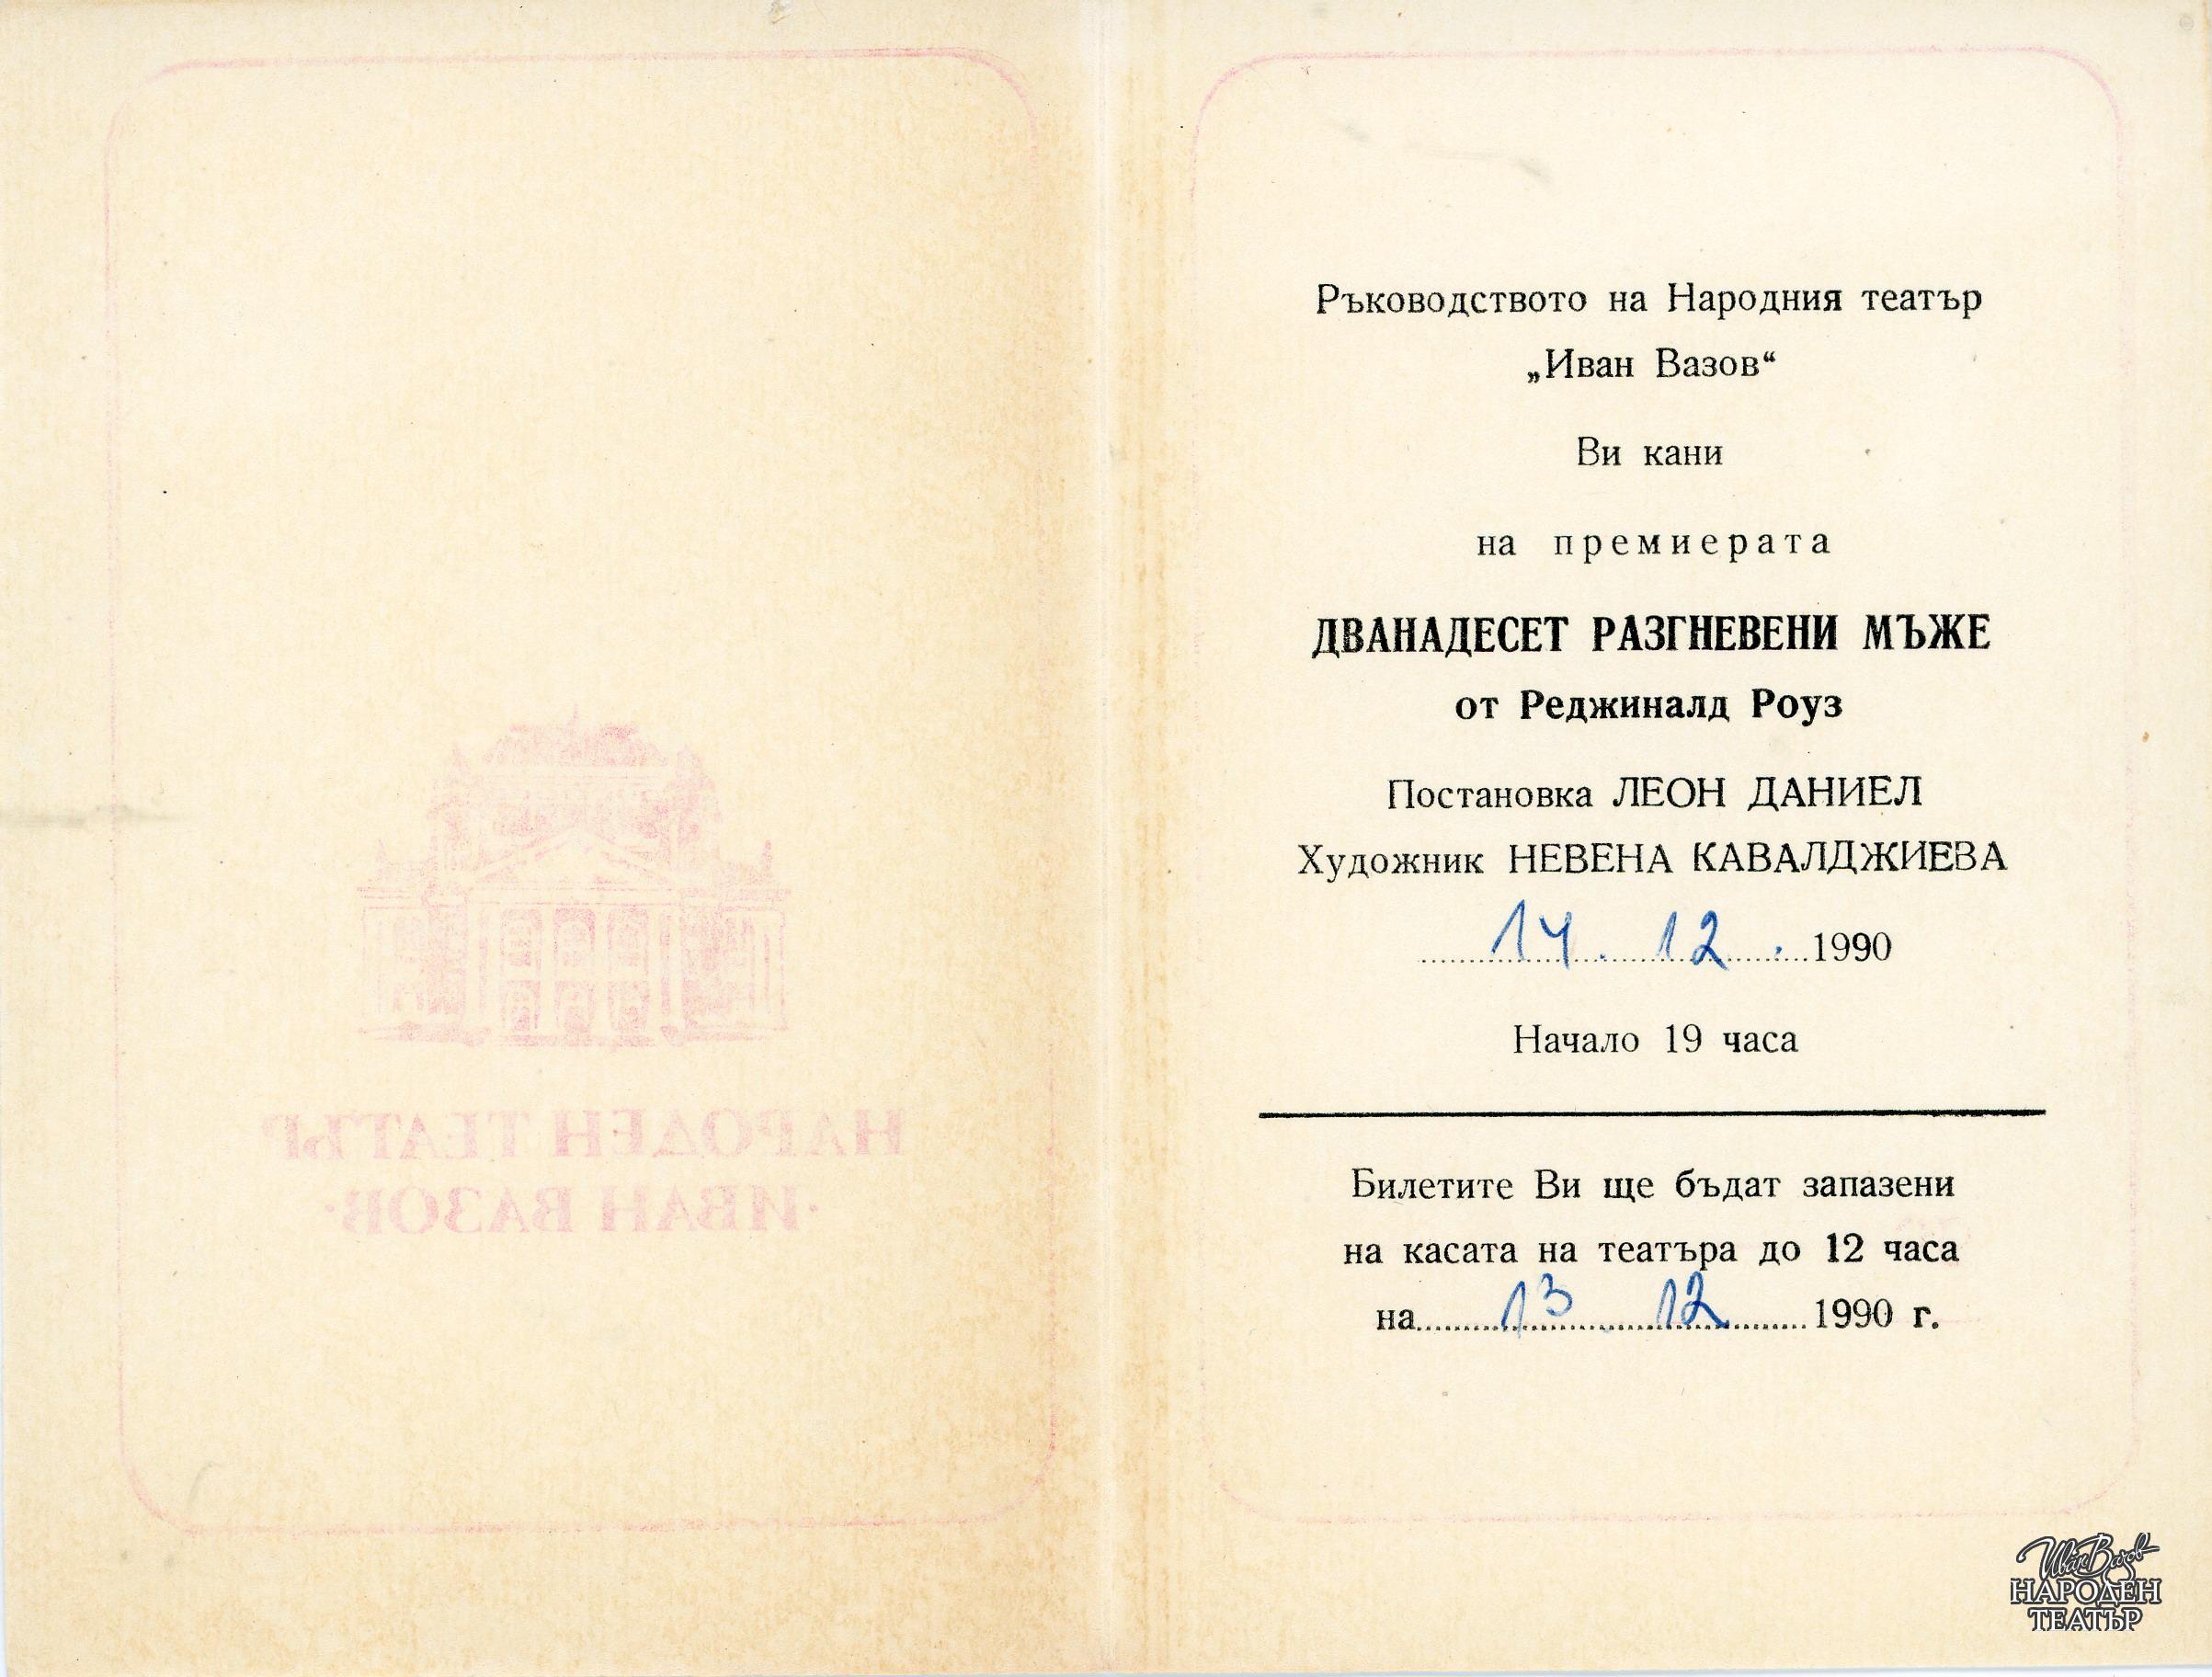 НАРОДЕН ТЕАТЪР
·ИВАН ВАЗОВ·
Ръководството на Народния театър
„Иван Вазов“
Ви кани
на премиерата
ДВАНАДЕСЕТ РАЗГНЕВЕНИ МЪЖЕ
от Реджиналд Роуз
Постановка ЛЕОН ДАНИЕЛ
Художник НЕВЕНА КАВАЛДЖИЕВА
14. 12 . 1990
Начало 19 часа
Билетите Ви ще бъдат запазени
на касата на театъра до 12 часа
на 13 12 1990 г.
Иван Вазов
НАРОДЕН
ТЕАТЪР